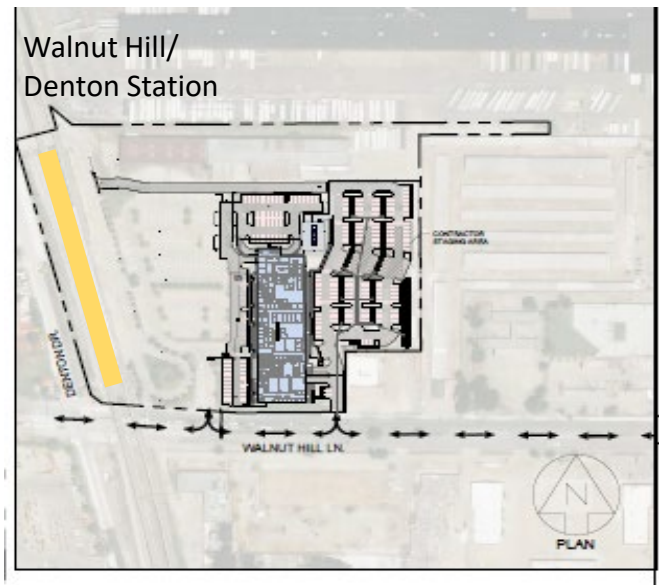 Walnut Hill/
Denton Station
CONTRACTOR
STAGING AREA
DENTON DR.
WALNUT HILL LN.
N
PLAN